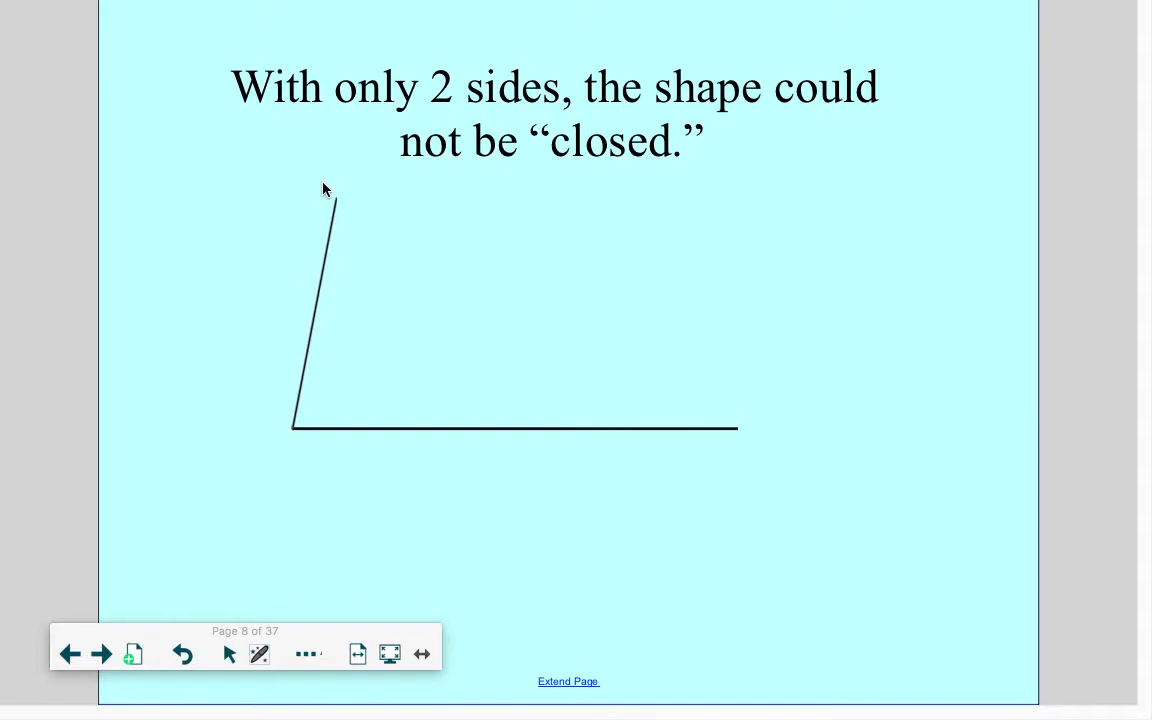 With only 2 sides, the shape could
not be “closed.”
Page 8 of 37
Extend Page